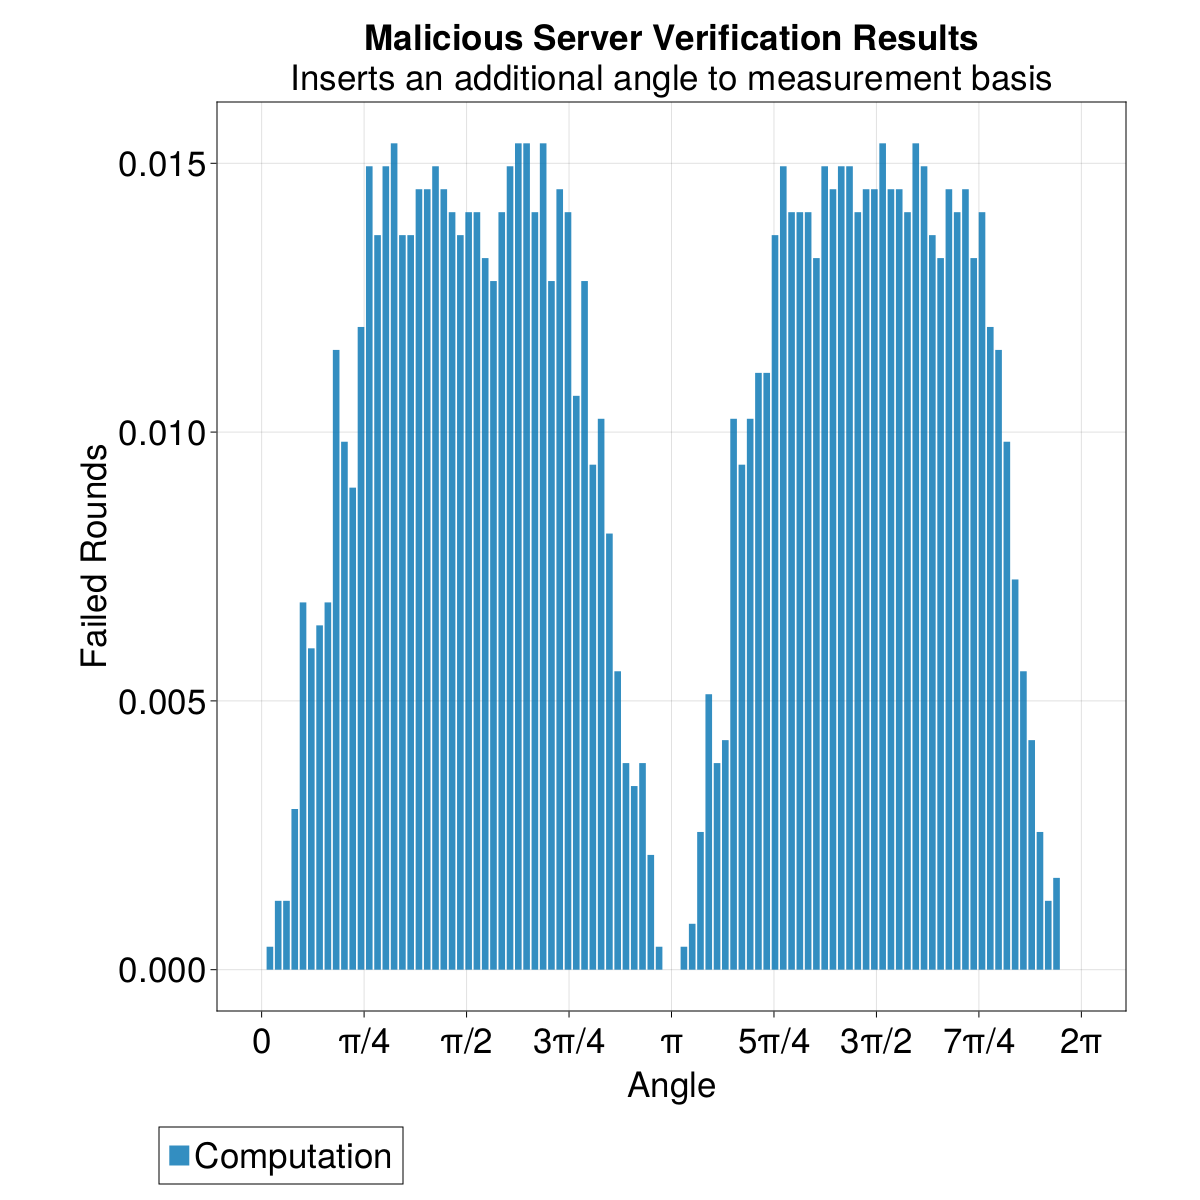 Malicious Server Verification Results
Inserts an additional angle to measurement basis
Failed Rounds
0.015
0.010
0.005
0.000
0 π/4 π/2 3π/4 π 5π/4 3π/2 7π/4 2π
Angle
Computation